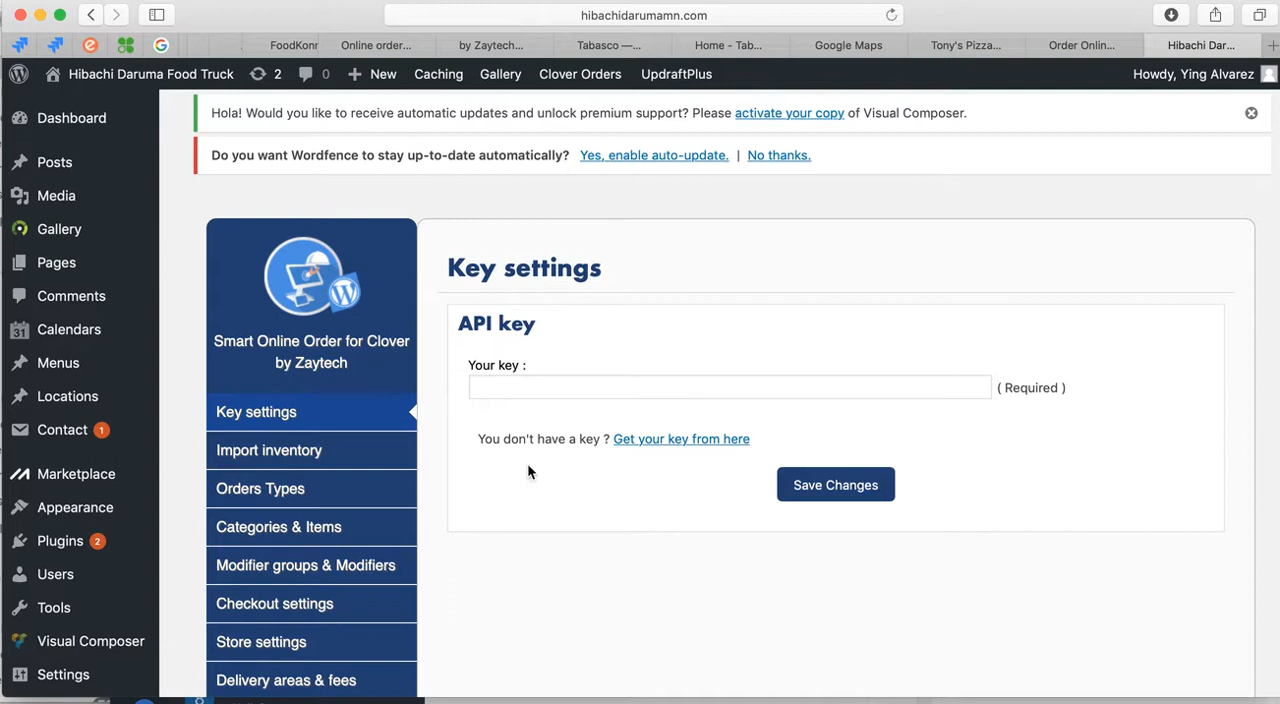 hibachidarumamn.com
FoodKonn
Online order...
by Zaytech...
Tabasco —...
Home - Tab...
Google Maps
Tony's Pizza...
Order Onlin...
Hibachi Dar...
Hibachi Daruma Food Truck
2
0
New
Caching
Gallery
Clover Orders
UpdraftPlus
Howdy, Ying Alvarez
Dashboard
Posts
Media
Gallery
Pages
Comments
31 Calendars
Menus
Locations
Contact 1
Marketplace
Appearance
Plugins 2
Users
Tools
Visual Composer
Settings
Hola! Would you like to receive automatic updates and unlock premium support? Please activate your copy of Visual Composer.
Do you want Wordfence to stay up-to-date automatically? Yes, enable auto-update. | No thanks.
Smart Online Order for Clover
by Zaytech
Key settings
Import inventory
Orders Types
Categories & Items
Modifier groups & Modifiers
Checkout settings
Store settings
Delivery areas & fees
Key settings
API key
Your key :
( Required )
You don't have a key ? Get your key from here
Save Changes